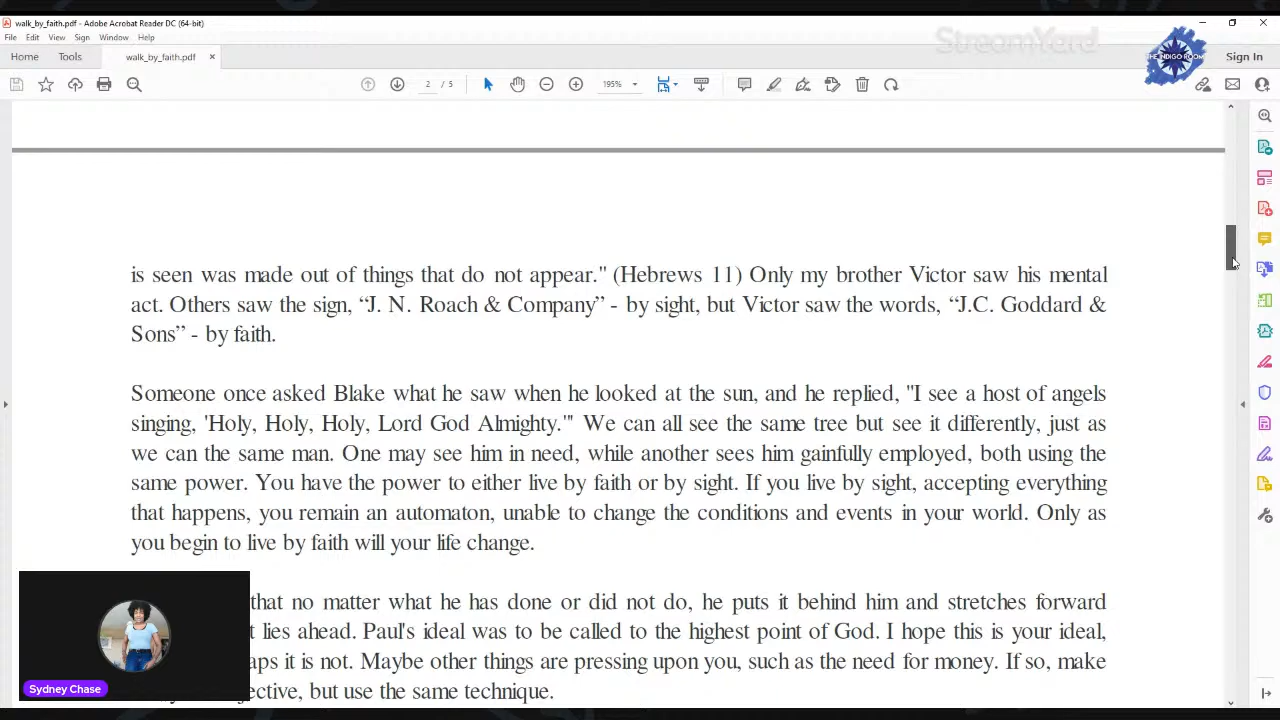 walk_by_faith.pdf - Adobe Acrobat Reader DC (64-bit)
File Edit View Sign Window Help
StreamYard
THE INDIGO ROOM
Home Tools walk_by_faith.pdf × Sign In
2 / 5 195%
is seen was made out of things that do not appear." (Hebrews 11) Only my brother Victor saw his mental
act. Others saw the sign, “J. N. Roach & Company” - by sight, but Victor saw the words, “J.C. Goddard &
Sons” - by faith.
Someone once asked Blake what he saw when he looked at the sun, and he replied, "I see a host of angels
singing, 'Holy, Holy, Holy, Lord God Almighty.'" We can all see the same tree but see it differently, just as
we can the same man. One may see him in need, while another sees him gainfully employed, both using the
same power. You have the power to either live by faith or by sight. If you live by sight, accepting everything
that happens, you remain an automaton, unable to change the conditions and events in your world. Only as
you begin to live by faith will your life change.
that no matter what he has done or did not do, he puts it behind him and stretches forward
lies ahead. Paul's ideal was to be called to the highest point of God. I hope this is your ideal,
it is not. Maybe other things are pressing upon you, such as the need for money. If so, make
but use the same technique.
Sydney Chase